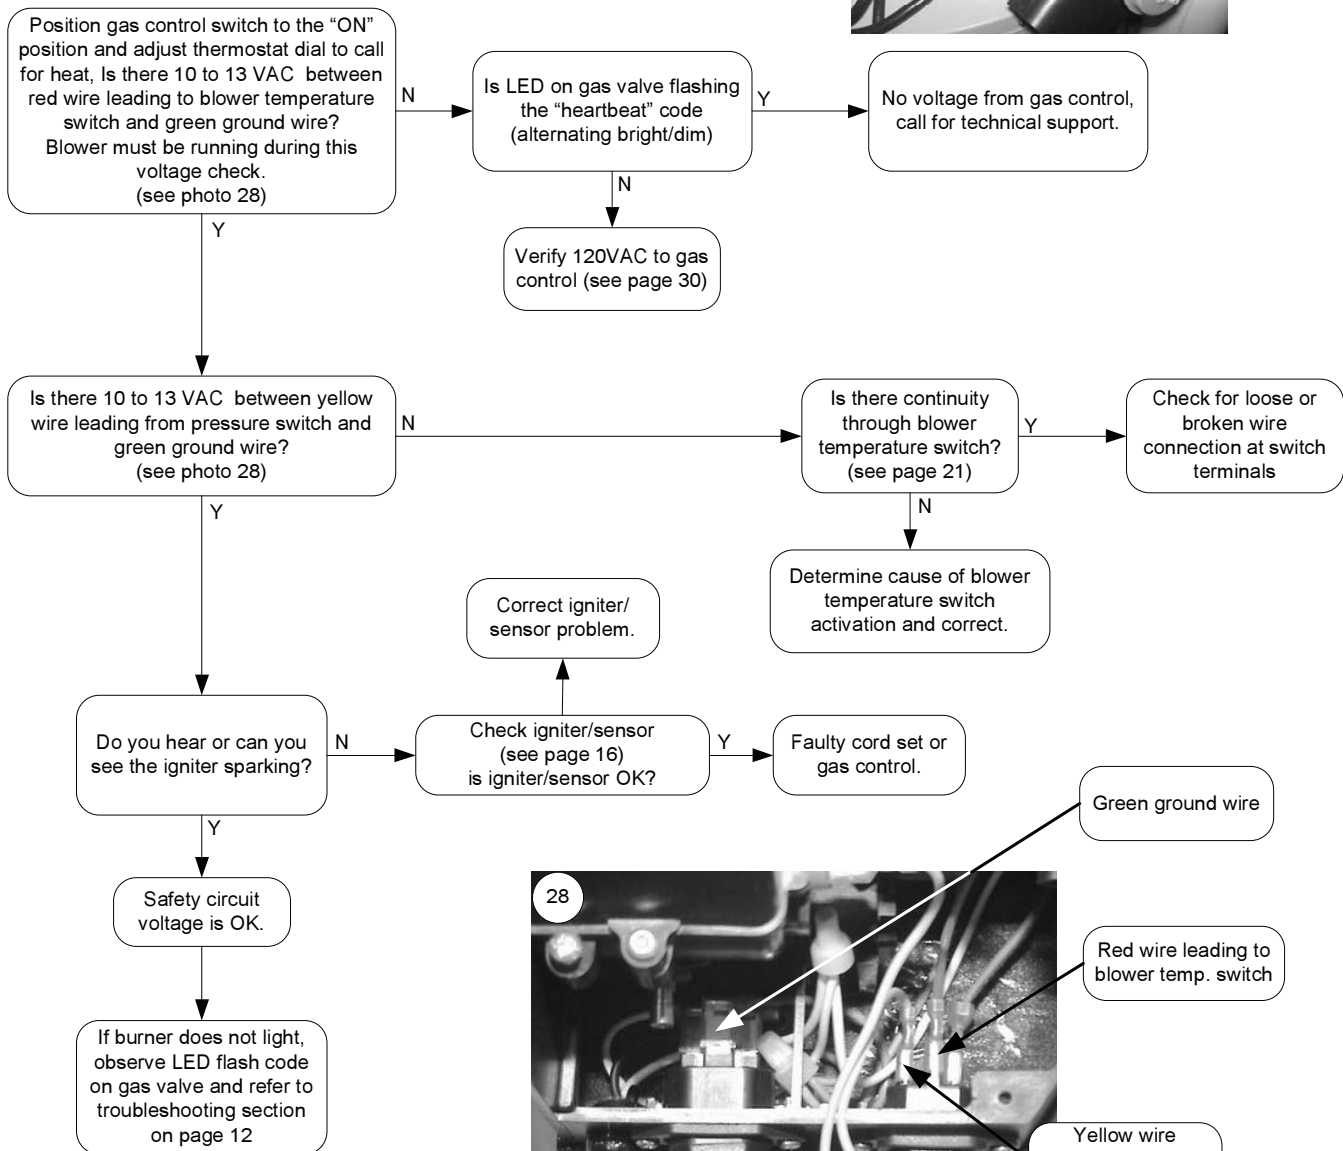 Position gas control switch to the “ON”
position and adjust thermostat dial to call
for heat, Is there 10 to 13 VAC between
red wire leading to blower temperature
switch and green ground wire?
Blower must be running during this
voltage check.
(see photo 28)
N
Is LED on gas valve flashing
the “heartbeat” code
(alternating bright/dim)
Y
No voltage from gas control,
call for technical support.
N
Verify 120VAC to gas
control (see page 30)
Y
Is there 10 to 13 VAC between yellow
wire leading from pressure switch and
green ground wire?
(see photo 28)
N
Is there continuity
through blower
temperature switch?
(see page 21)
Y
Check for loose or
broken wire
connection at switch
terminals
N
Determine cause of blower
temperature switch
activation and correct.
Y
Correct igniter/
sensor problem.
Do you hear or can you
see the igniter sparking?
N
Check igniter/sensor
(see page 16)
is igniter/sensor OK?
Y
Faulty cord set or
gas control.
Y
Safety circuit
voltage is OK.
If burner does not light,
observe LED flash code
on gas valve and refer to
troubleshooting section
on page 12
28
Green ground wire
Red wire leading to
blower temp. switch
Yellow wire